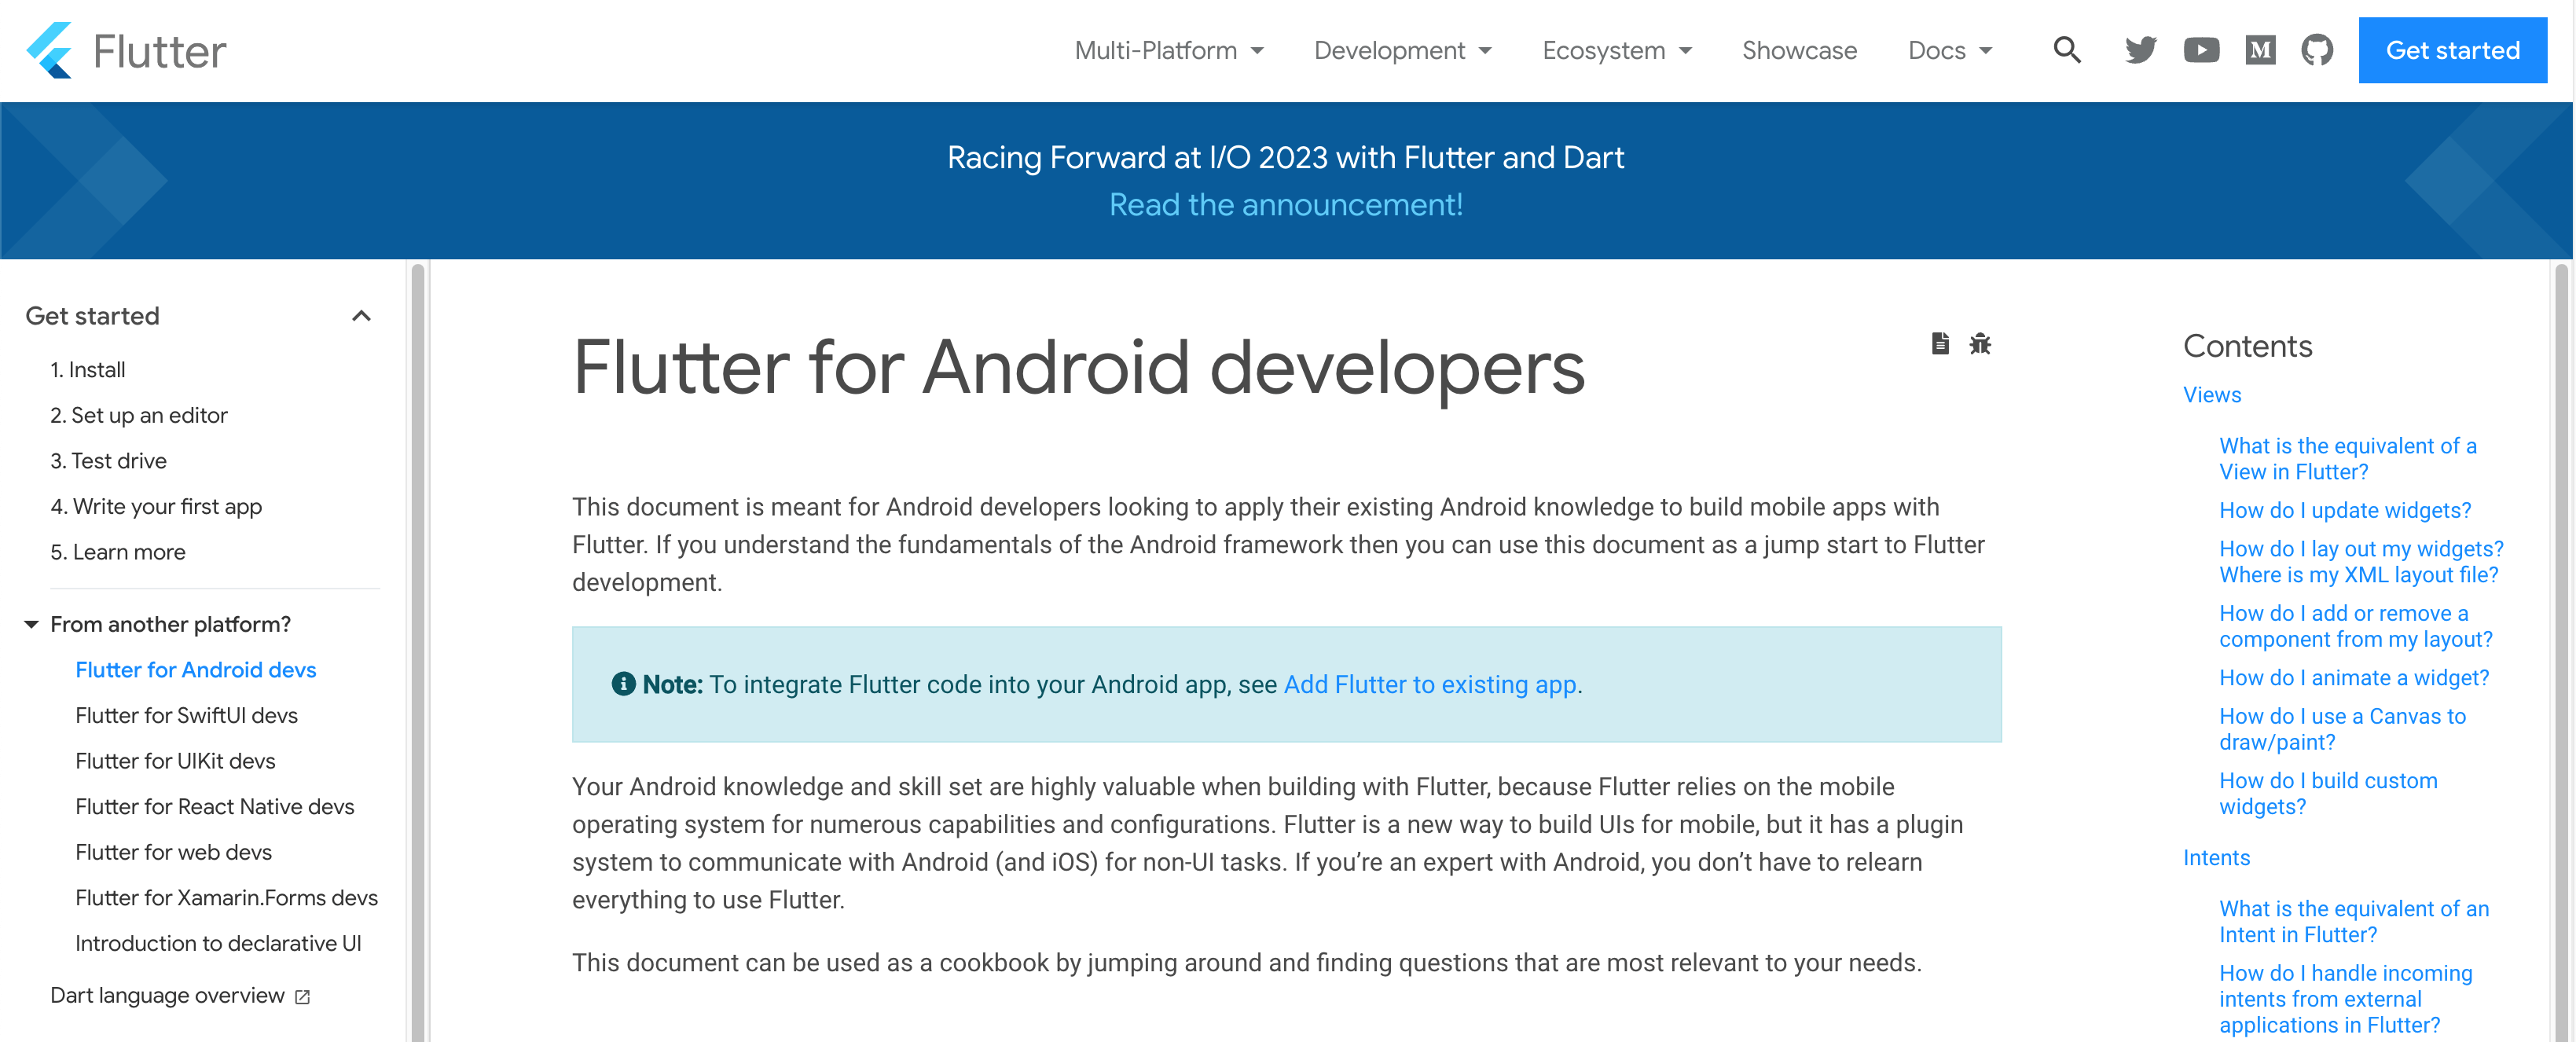 Flutter
Multi-Platform
Development
Ecosystem
Showcase
Docs
M
Get started
Racing Forward at I/O 2023 with Flutter and Dart
Read the announcement!
Get started
1. Install
2. Set up an editor
3. Test drive
4. Write your first app
5. Learn more
From another platform?
Flutter for Android devs
Flutter for SwiftUI devs
Flutter for UIKit devs
Flutter for React Native devs
Flutter for web devs
Flutter for Xamarin.Forms devs
Introduction to declarative UI
Dart language overview
Flutter for Android developers
This document is meant for Android developers looking to apply their existing Android knowledge to build mobile apps with
Flutter. If you understand the fundamentals of the Android framework then you can use this document as a jump start to Flutter
development.
Note: To integrate Flutter code into your Android app, see Add Flutter to existing app.
Your Android knowledge and skill set are highly valuable when building with Flutter, because Flutter relies on the mobile
operating system for numerous capabilities and configurations. Flutter is a new way to build UIs for mobile, but it has a plugin
system to communicate with Android (and iOS) for non-UI tasks. If you’re an expert with Android, you don’t have to relearn
everything to use Flutter.
This document can be used as a cookbook by jumping around and finding questions that are most relevant to your needs.
Contents
Views
What is the equivalent of a
View in Flutter?
How do I update widgets?
How do I lay out my widgets?
Where is my XML layout file?
How do I add or remove a
component from my layout?
How do I animate a widget?
How do I use a Canvas to
draw/paint?
How do I build custom
widgets?
Intents
What is the equivalent of an
Intent in Flutter?
How do I handle incoming
intents from external
applications in Flutter?